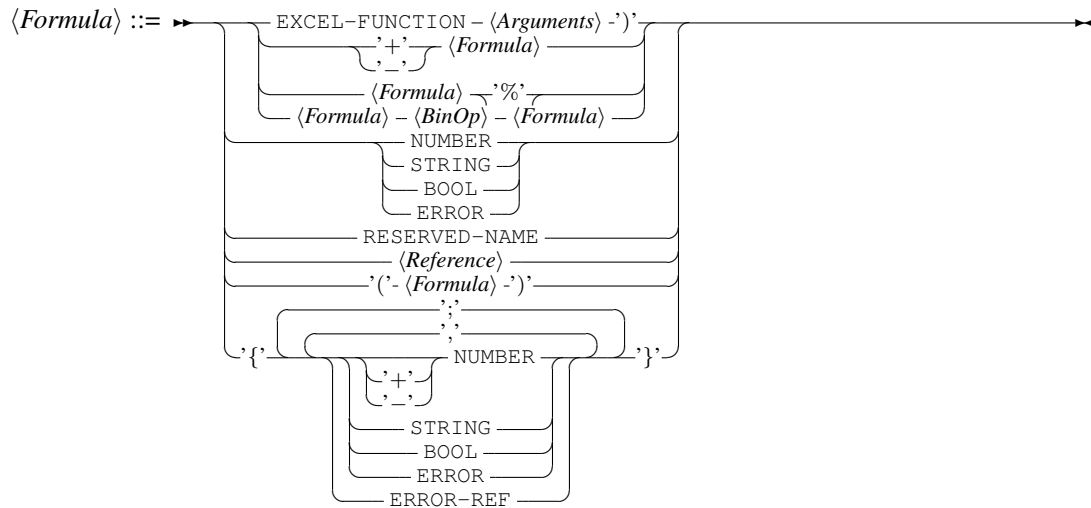 ⟨Formula⟩ ::= EXCEL-FUNCTION ⟨Arguments⟩ ')'
'+' ⟨Formula⟩
'−'
⟨Formula⟩ '%'
⟨Formula⟩ ⟨BinOp⟩ ⟨Formula⟩
NUMBER
STRING
BOOL
ERROR
RESERVED-NAME
⟨Reference⟩
'(' ⟨Formula⟩ ')'
';'
','
'{' NUMBER '}'
'+'
'−'
STRING
BOOL
ERROR
ERROR-REF